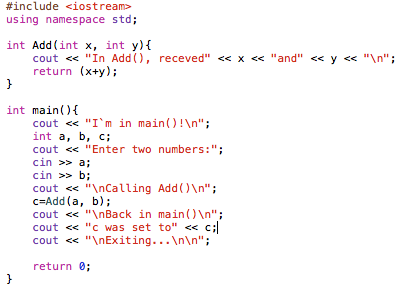 #include <iostream>
using namespace std;
int Add(int x, int y){
cout << "In Add(), receved" << x << "and" << y << "\n";
return (x+y);
}
int main(){
cout << "I`m in main()!\n";
int a, b, c;
cout << "Enter two numbers:";
cin >> a;
cin >> b;
cout << "\nCalling Add()\n";
c=Add(a, b);
cout << "\nBack in main()\n";
cout << "c was set to" << c;
cout << "\nExiting...\n\n";
return 0;
}